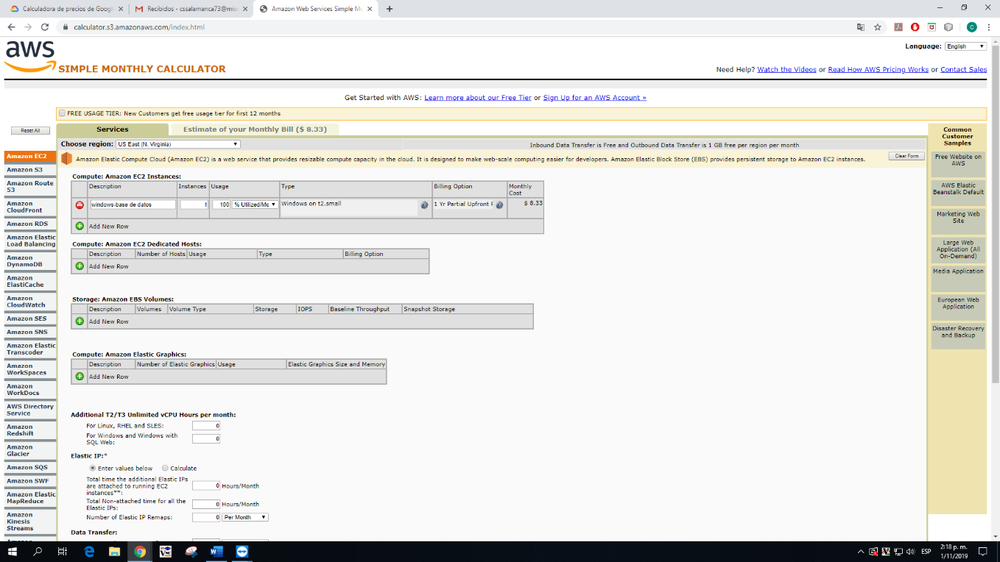 Calculadora de precios de Google
Recibidos - cssalamanca73@mise
Amazon Web Services Simple Mo
calculator.s3.amazonaws.com/index.html
C
Language: English
aws
SIMPLE MONTHLY CALCULATOR
Need Help? Watch the Videos or Read How AWS Pricing Works or Contact Sales
Get Started with AWS: Learn more about our Free Tier or Sign Up for an AWS Account »
FREE USAGE TIER: New Customers get free usage tier for first 12 months
Reset All
Services
Estimate of your Monthly Bill ($ 8.33)
Choose region: US East (N. Virginia)
Inbound Data Transfer is Free and Outbound Data Transfer is 1 GB free per region per month
Amazon Elastic Compute Cloud (Amazon EC2) is a web service that provides resizable compute capacity in the cloud. It is designed to make web-scale computing easier for developers. Amazon Elastic Block Store (EBS) provides persistent storage to Amazon EC2 instances.
Clear Form
Amazon EC2
Amazon S3
Amazon Route
53
Amazon
CloudFront
Amazon RDS
Amazon Elastic
Load Balancing
Amazon
DynamoDB
Amazon
ElastiCache
Amazon
CloudWatch
Amazon SES
Amazon SNS
Amazon Elastic
Transcoder
Amazon
WorkSpaces
Amazon
WorkDocs
AWS Directory
Service
Amazon
Redshift
Amazon
Glacier
Amazon SQS
Amazon SWF
Amazon Elastic
MapReduce
Amazon
Kinesis
Streams
Compute: Amazon EC2 Instances:
Description Instances Usage Type Billing Option Monthly
Cost
windows-base de datos 1 100 % Utilized/Mo Windows on t2.small 1 Yr Partial Upfront $ 8.33
Add New Row
Compute: Amazon EC2 Dedicated Hosts:
Description Number of Hosts Usage Type Billing Option
Add New Row
Storage: Amazon EBS Volumes:
Description Volumes Volume Type Storage IOPS Baseline Throughput Snapshot Storage
Add New Row
Compute: Amazon Elastic Graphics:
Description Number of Elastic Graphics Usage Elastic Graphics Size and Memory
Add New Row
Additional T2/T3 Unlimited vCPU Hours per month:
For Linux, RHEL and SLES: 0
For Windows and Windows with
SQL Web: 0
Elastic IP:*
Enter values below Calculate
Total time the additional Elastic IPs
are attached to running EC2
instances**: 0 Hours/Month
Total Non-attached time for all the
Elastic IPs: 0 Hours/Month
Number of Elastic IP Remaps: 0 Per Month
Data Transfer:
Common
Customer
Samples
Free Website on
AWS
AWS Elastic
Beanstalk Default
Marketing Web
Site
Large Web
Application (All
On-Demand)
Media Application
European Web
Application
Disaster Recovery
and Backup
ESP
2:18 p. m.
1/11/2019